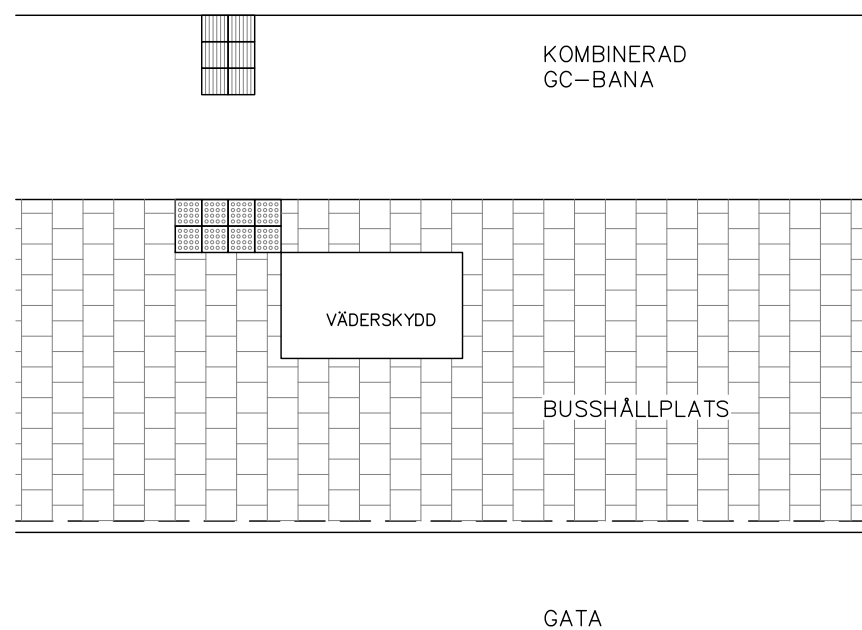 KOMBINERAD
GC-BANA
VÄDERSKYDD
BUSSHÅLLPLATS
GATA